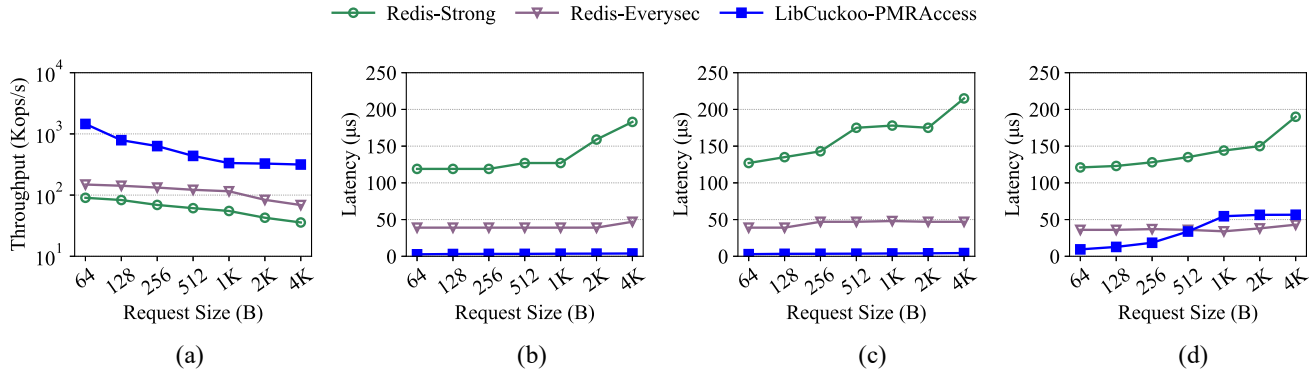 Redis-Strong Redis-Everysec LibCuckoo-PMRAccess
Throughput (Kops/s)
10^4
10^3
10^2
10^1
64 128 256 512 1K 2K 4K
Request Size (B)
(a)
Latency (μs)
250
200
150
100
50
0
64 128 256 512 1K 2K 4K
Request Size (B)
(b)
Latency (μs)
250
200
150
100
50
0
64 128 256 512 1K 2K 4K
Request Size (B)
(c)
Latency (μs)
250
200
150
100
50
0
64 128 256 512 1K 2K 4K
Request Size (B)
(d)